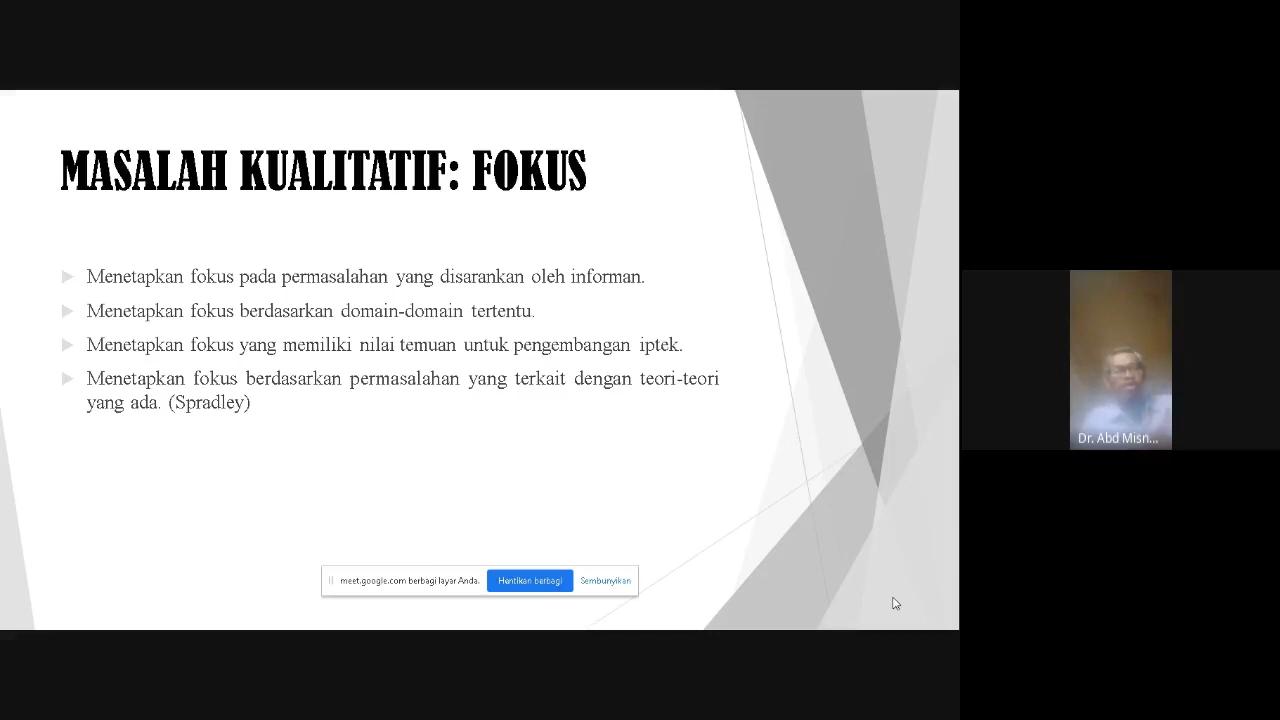 MASALAH KUALITATIF: FOKUS
Menetapkan fokus pada permasalahan yang disarankan oleh informan.
Menetapkan fokus berdasarkan domain-domain tertentu.
Menetapkan fokus yang memiliki nilai temuan untuk pengembangan iptek.
Menetapkan fokus berdasarkan permasalahan yang terkait dengan teori-teori
yang ada. (Spradley)
meet.google.com berbagi layar Anda. Hentikan berbagi Sembunyikan
Dr. Abd Misn...